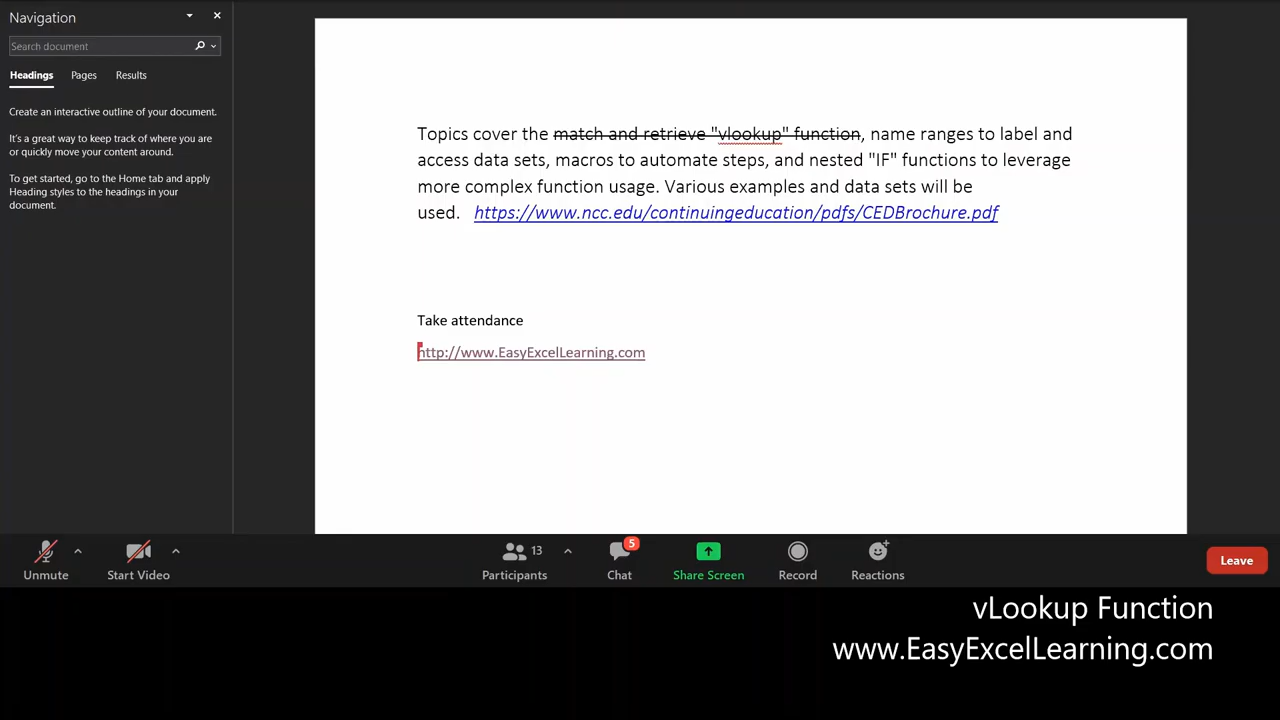 Navigation
Search document
Headings Pages Results
Create an interactive outline of your document.
It's a great way to keep track of where you are
or quickly move your content around.
To get started, go to the Home tab and apply
Heading styles to the headings in your
document.
Topics cover the match and retrieve "vlookup" function, name ranges to label and
access data sets, macros to automate steps, and nested "IF" functions to leverage
more complex function usage. Various examples and data sets will be
used. https://www.ncc.edu/continuingeducation/pdfs/CEDBrochure.pdf
Take attendance
http://www.EasyExcelLearning.com
13
5
Unmute Start Video Participants Chat Share Screen Record Reactions Leave
vLookup Function
www.EasyExcelLearning.com